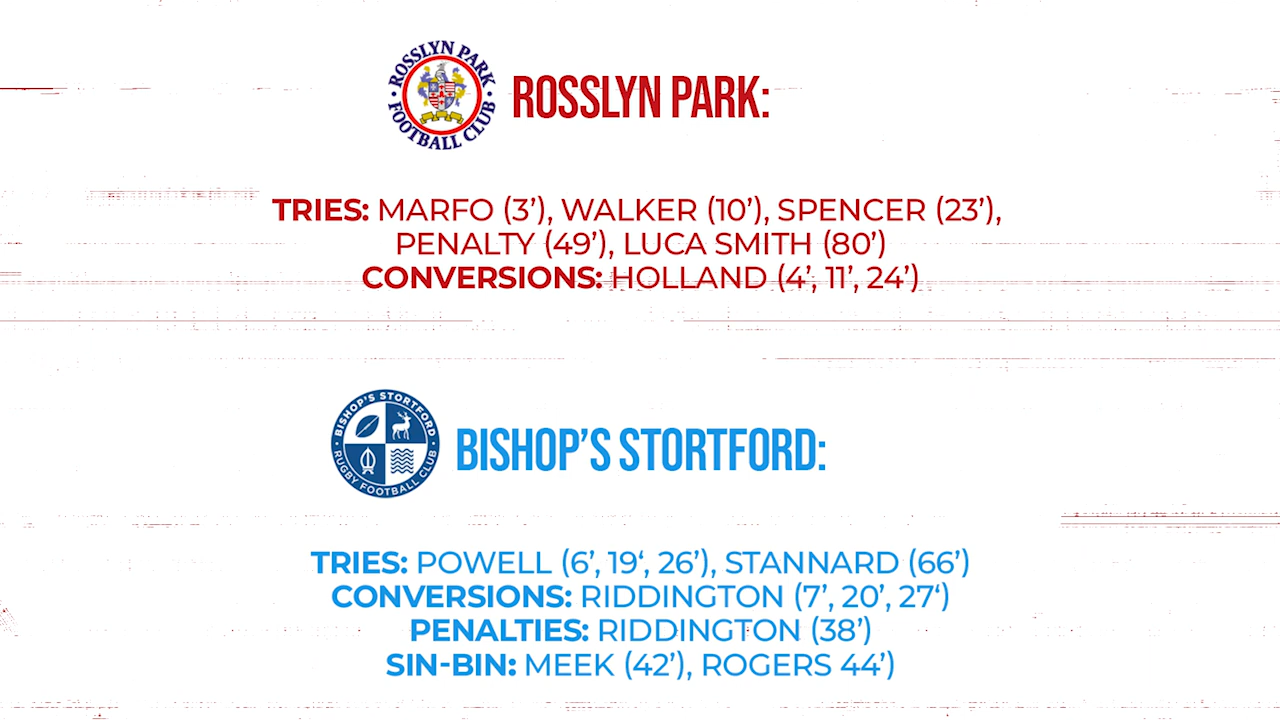 ROSSLYN PARK
FOOTBALL CLUB
ROSSLYN PARK:
TRIES: MARFO (3’), WALKER (10’), SPENCER (23’),
PENALTY (49’), LUCA SMITH (80’)
CONVERSIONS: HOLLAND (4’, 11’, 24’)
BISHOP'S STORTFORD
RUGBY FOOTBALL CLUB
BISHOP’S STORTFORD:
TRIES: POWELL (6’, 19‘, 26’), STANNARD (66’)
CONVERSIONS: RIDDINGTON (7’, 20’, 27‘)
PENALTIES: RIDDINGTON (38’)
SIN-BIN: MEEK (42’), ROGERS 44’)